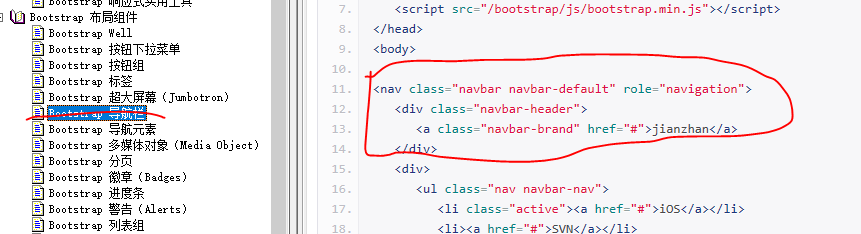 Bootstrap 响应式实用工具
Bootstrap 布局组件
Bootstrap Well
Bootstrap 按钮下拉菜单
Bootstrap 按钮组
Bootstrap 标签
Bootstrap 超大屏幕（Jumbotron）
Bootstrap 导航栏
Bootstrap 导航元素
Bootstrap 多媒体对象（Media Object）
Bootstrap 分页
Bootstrap 徽章（Badges）
Bootstrap 进度条
Bootstrap 警告（Alerts）
Bootstrap 列表组
7. <script src="/bootstrap/js/bootstrap.min.js"></script>
8. </head>
9. <body>
10.
11. <nav class="navbar navbar-default" role="navigation">
12. <div class="navbar-header">
13. <a class="navbar-brand" href="#">jianzhan</a>
14. </div>
15. <div>
16. <ul class="nav navbar-nav">
17. <li class="active"><a href="#">iOS</a></li>
18. <li><a href="#">SVN</a></li>